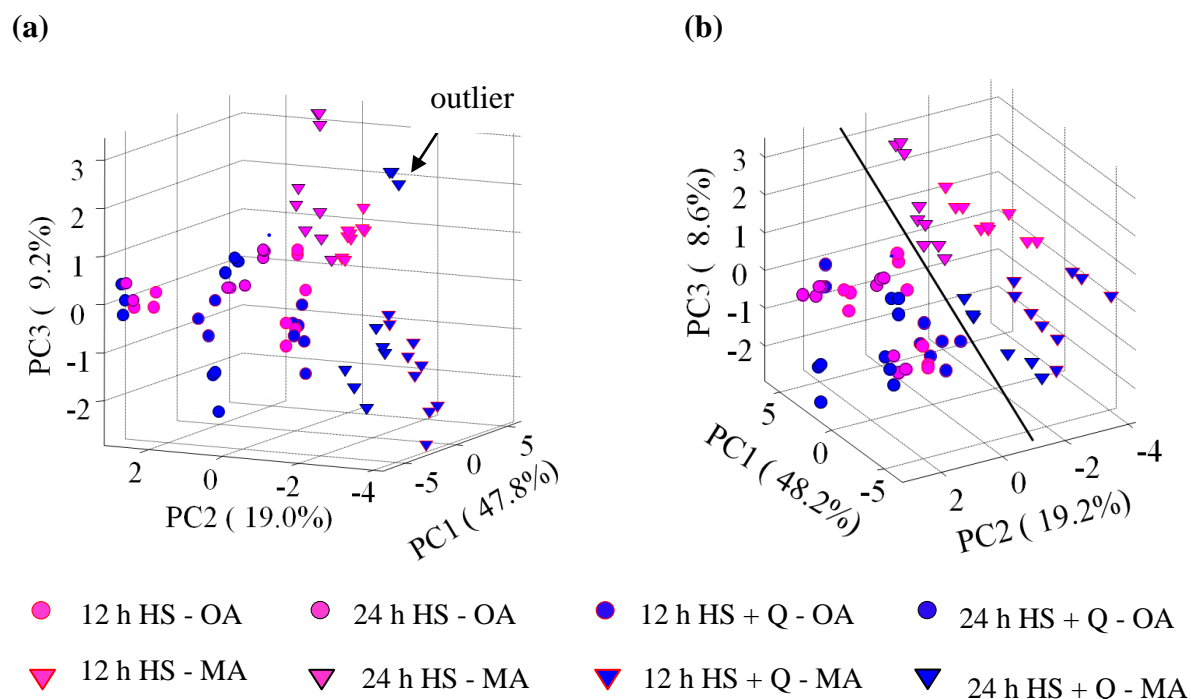 (a)
(b)
outlier
3
2
1
0
-1
-2
PC3 ( 9.2%)
2
0
-2
-4
PC2 ( 19.0%)
-5
0
5
PC1 ( 47.8%)
3
2
1
0
-1
-2
PC3 ( 8.6%)
5
0
-5
PC1 ( 48.2%)
2
0
-2
-4
PC2 ( 19.2%)
12 h HS - OA
24 h HS - OA
12 h HS + Q - OA
24 h HS + Q - OA
12 h HS - MA
24 h HS - MA
12 h HS + Q - MA
24 h HS + Q - MA